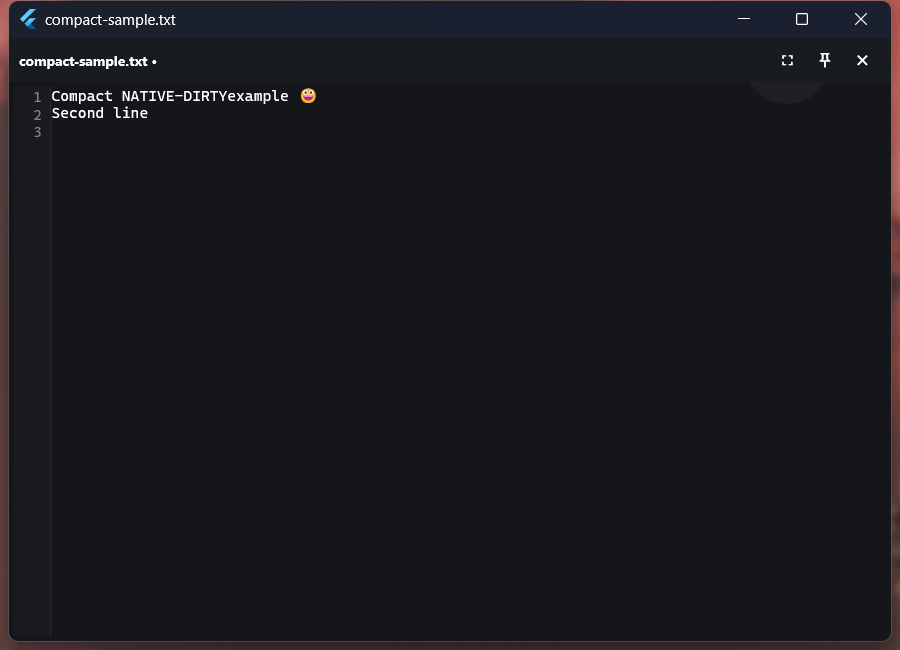 compact-sample.txt
compact-sample.txt •
1 Compact NATIVE-DIRTYexample 😀
2 Second line
3